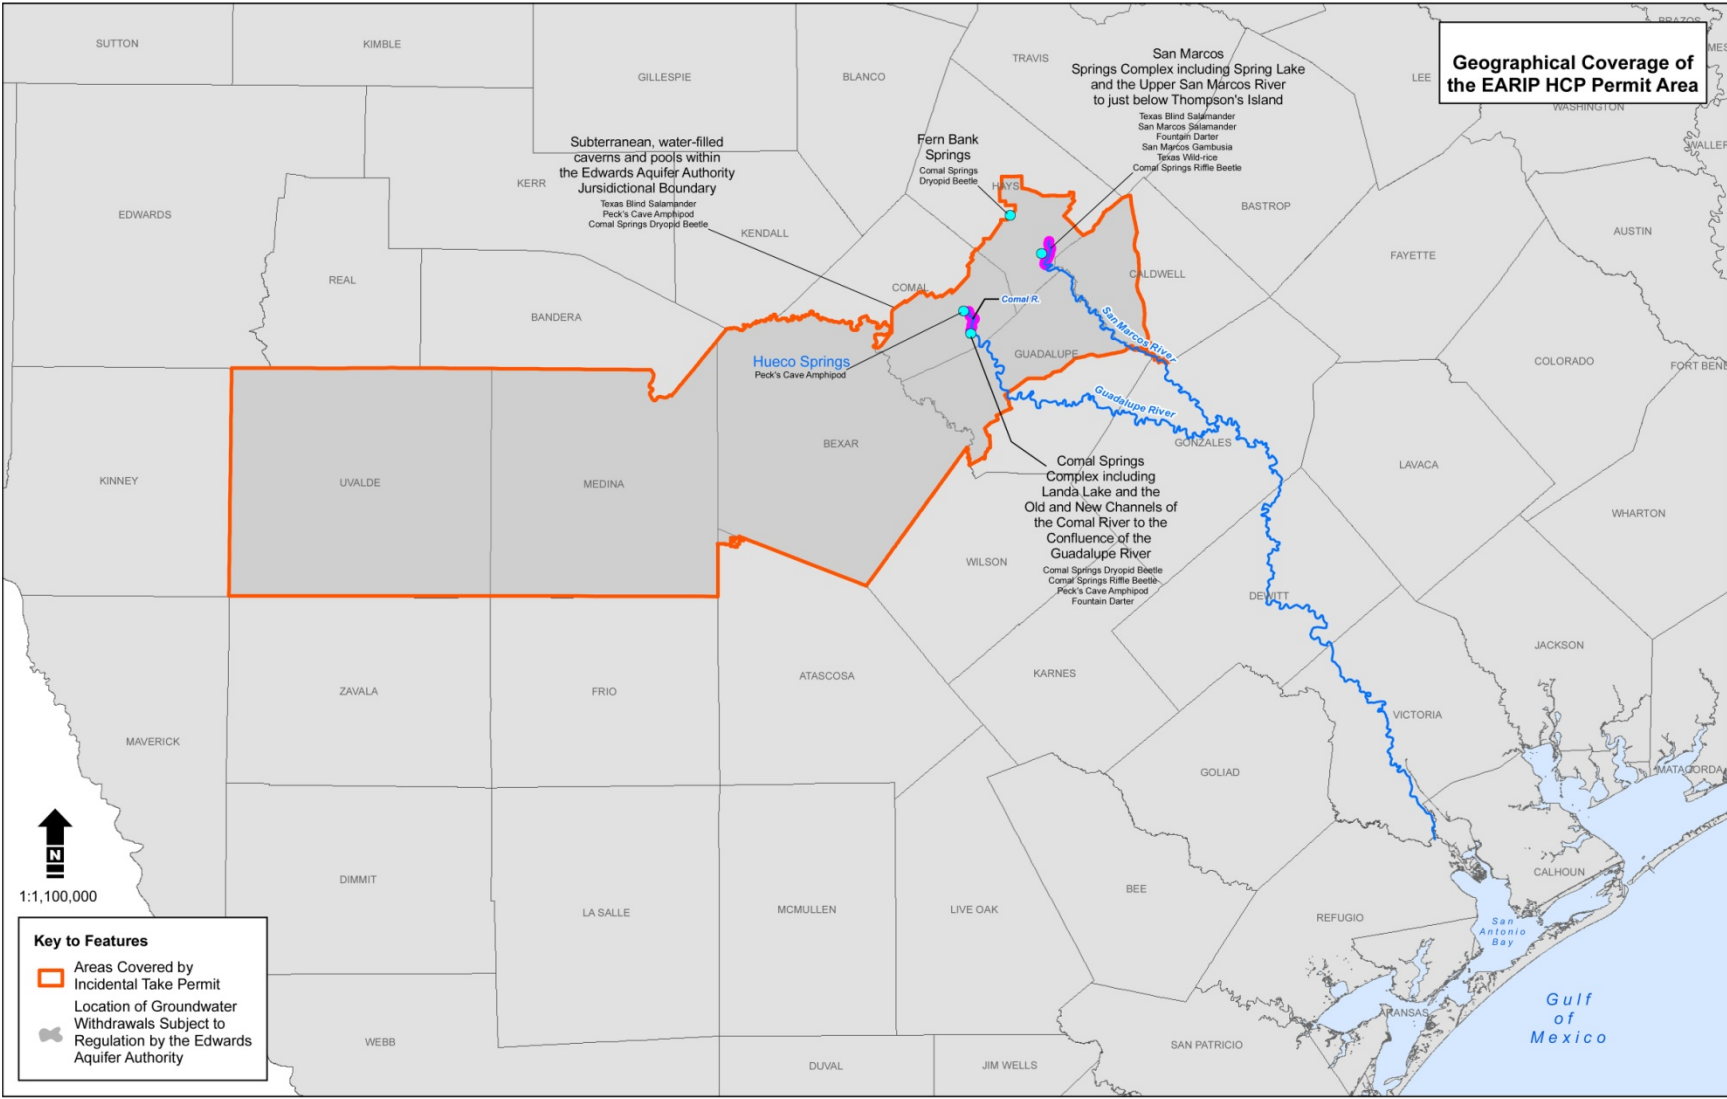 Geographical Coverage of
the EARIP HCP Permit Area
SUTTON
KIMBLE
GILLESPIE
BLANCO
TRAVIS
LEE
BRAZOS
WASHINGTON
WALLER
San Marcos
Springs Complex including Spring Lake
and the Upper San Marcos River
to just below Thompson's Island
Texas Blind Salamander
San Marcos Salamander
Fountain Darter
San Marcos Gambusia
Texas Wild-rice
Comal Springs Riffle Beetle
Fern Bank
Springs
Comal Springs
Dryopid Beetle
Subterranean, water-filled
caverns and pools within
the Edwards Aquifer Authority
Jursidictional Boundary
Texas Blind Salamander
Peck's Cave Amphipod
Comal Springs Dryopid Beetle
EDWARDS
KERR
KENDALL
HAYS
BASTROP
FAYETTE
AUSTIN
REAL
BANDERA
COMAL
CALDWELL
Comal R.
San Marcos River
Hueco Springs
Peck's Cave Amphipod
GUADALUPE
COLORADO
FORT BEND
Guadalupe River
KINNEY
UVALDE
MEDINA
BEXAR
GONZALES
LAVACA
WHARTON
Comal Springs
Complex including
Landa Lake and the
Old and New Channels of
the Comal River to the
Confluence of the
Guadalupe River
Comal Springs Dryopid Beetle
Comal Springs Riffle Beetle
Peck's Cave Amphipod
Fountain Darter
WILSON
DEWITT
JACKSON
MAVERICK
ZAVALA
FRIO
ATASCOSA
KARNES
VICTORIA
GOLIAD
MATAGORDA
DIMMIT
LA SALLE
MCMULLEN
LIVE OAK
BEE
REFUGIO
CALHOUN
San
Antonio
Bay
ARANSAS
Gulf
of
Mexico
WEBB
DUVAL
JIM WELLS
SAN PATRICIO
N
1:1,100,000
Key to Features
Areas Covered by
Incidental Take Permit
Location of Groundwater
Withdrawals Subject to
Regulation by the Edwards
Aquifer Authority